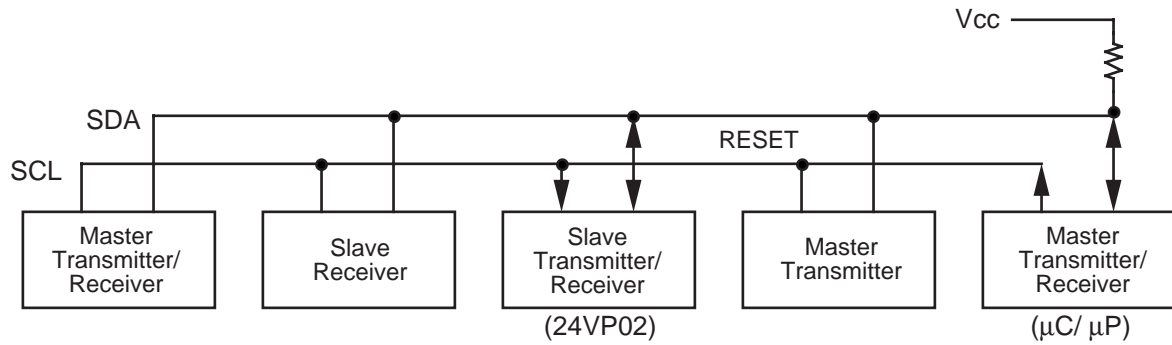 Vcc
SDA
RESET
SCL
Master
Transmitter/
Receiver
Slave
Receiver
Slave
Transmitter/
Receiver
Master
Transmitter
Master
Transmitter/
Receiver
(24VP02)
(μC/ μP)